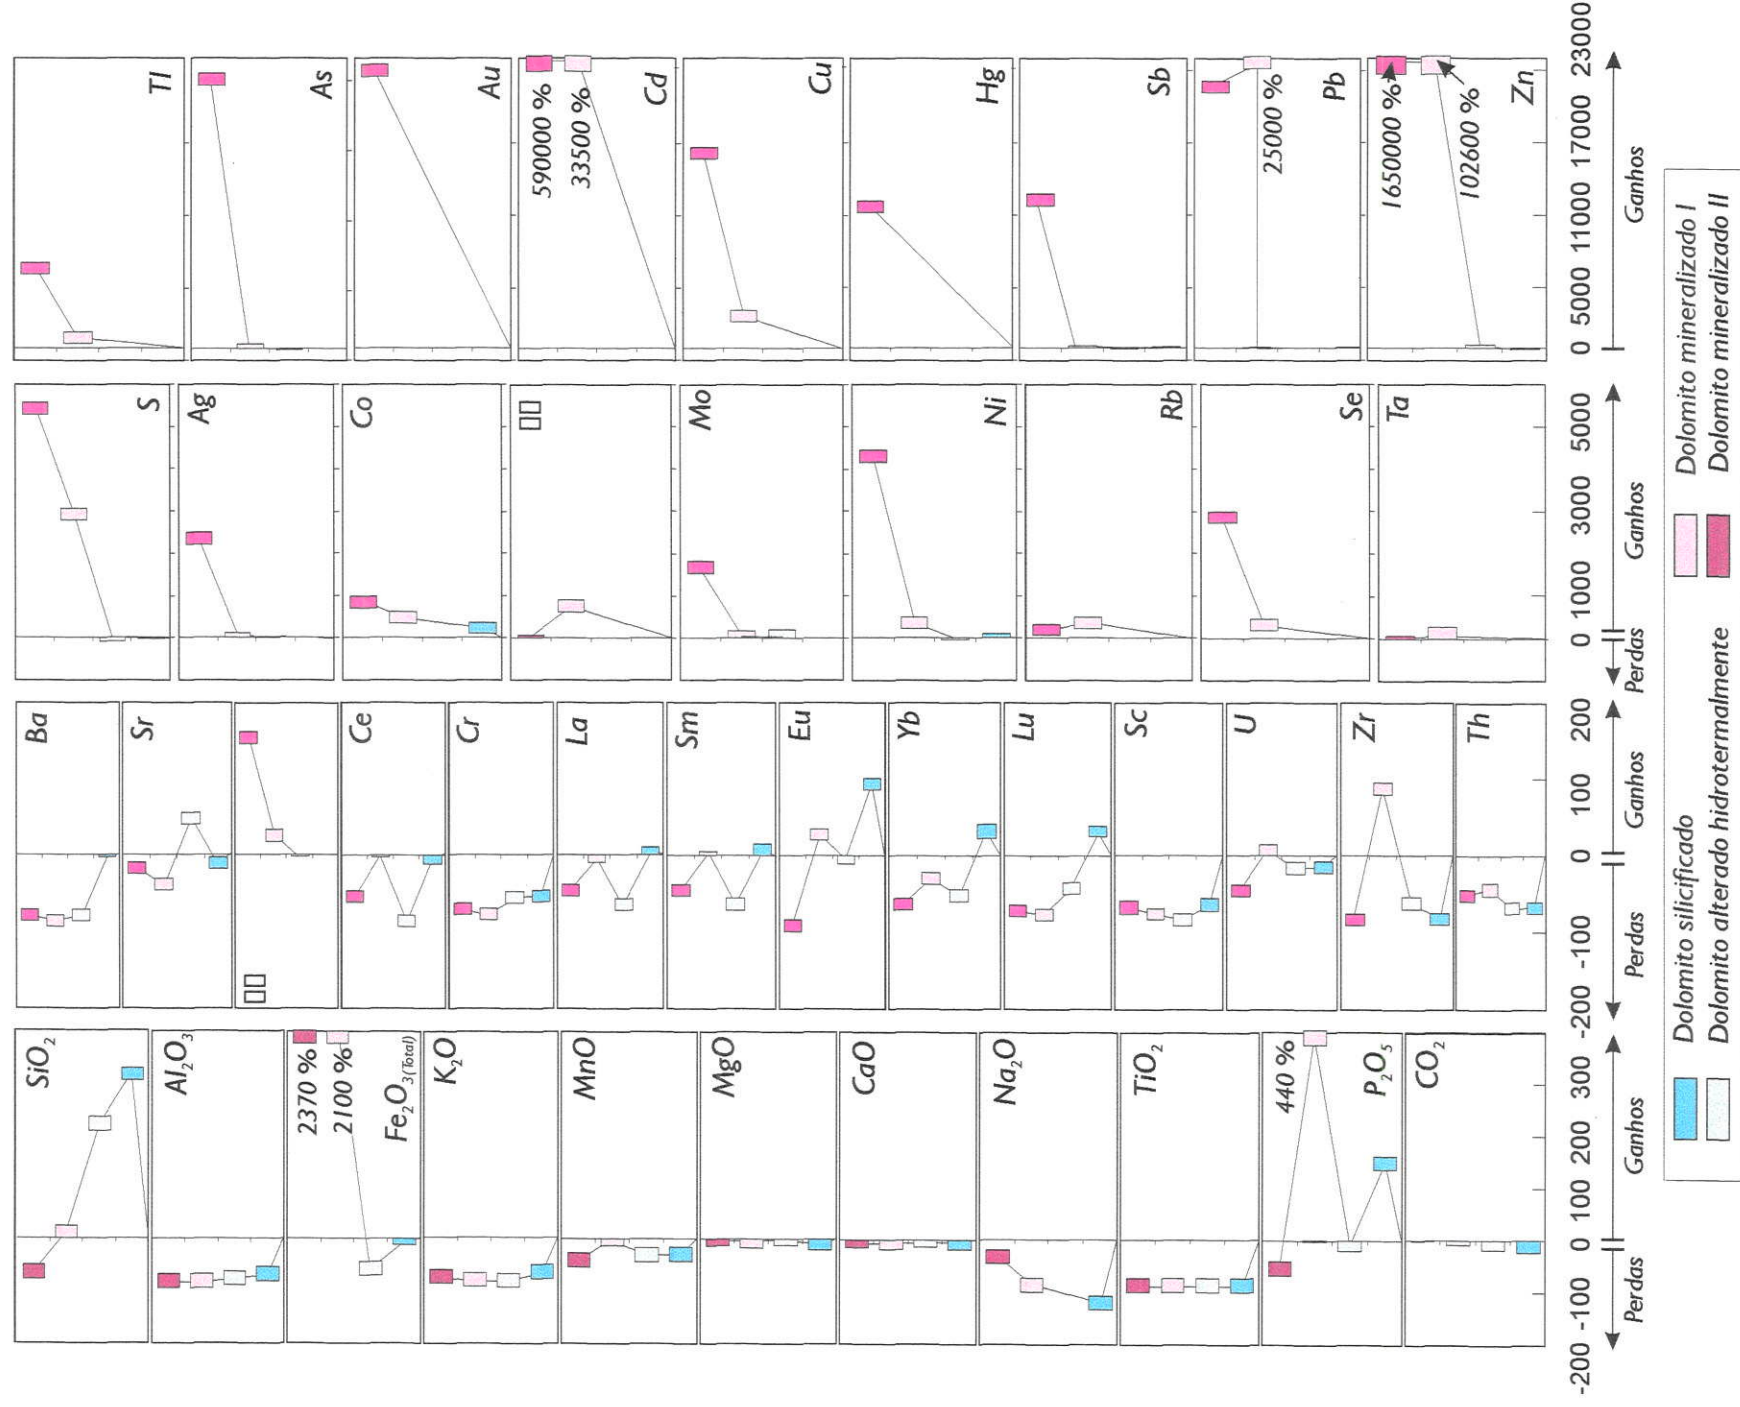 SiO₂
Al₂O₃
2370 %
2100 %
Fe₂O₃(Total)
K₂O
MnO
MgO
CaO
Na₂O
TiO₂
440 %
P₂O₅
CO₂
-200 -100 0 100 200 300
Perdas Ganhos
Ba
Sr
Ce
Cr
La
Sm
Eu
Yb
Lu
Sc
U
Zr
Th
-200 -100 0 100 200
Perdas Ganhos
S
Ag
Co
Mo
Ni
Rb
Se
Ta
0 1000 3000 5000
Perdas Ganhos
Tl
As
Au
590000 %
33500 %
Cd
Cu
Hg
Sb
25000 %
Pb
1650000 %
102600 %
Zn
0 5000 11000 17000 23000
Ganhos
Dolomito silicificado
Dolomito alterado hidrotermalmente
Dolomito mineralizado I
Dolomito mineralizado II